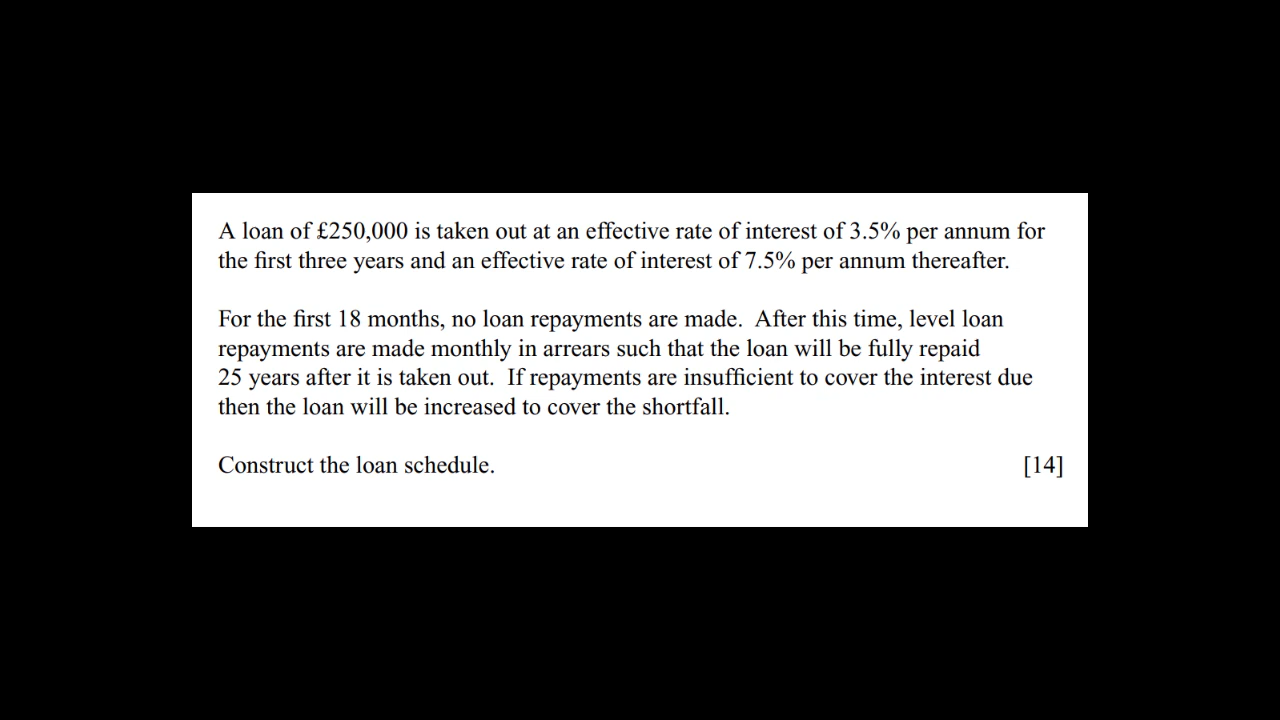 A loan of £250,000 is taken out at an effective rate of interest of 3.5% per annum for
the first three years and an effective rate of interest of 7.5% per annum thereafter.
For the first 18 months, no loan repayments are made.  After this time, level loan
repayments are made monthly in arrears such that the loan will be fully repaid
25 years after it is taken out.  If repayments are insufficient to cover the interest due
then the loan will be increased to cover the shortfall.
Construct the loan schedule. [14]